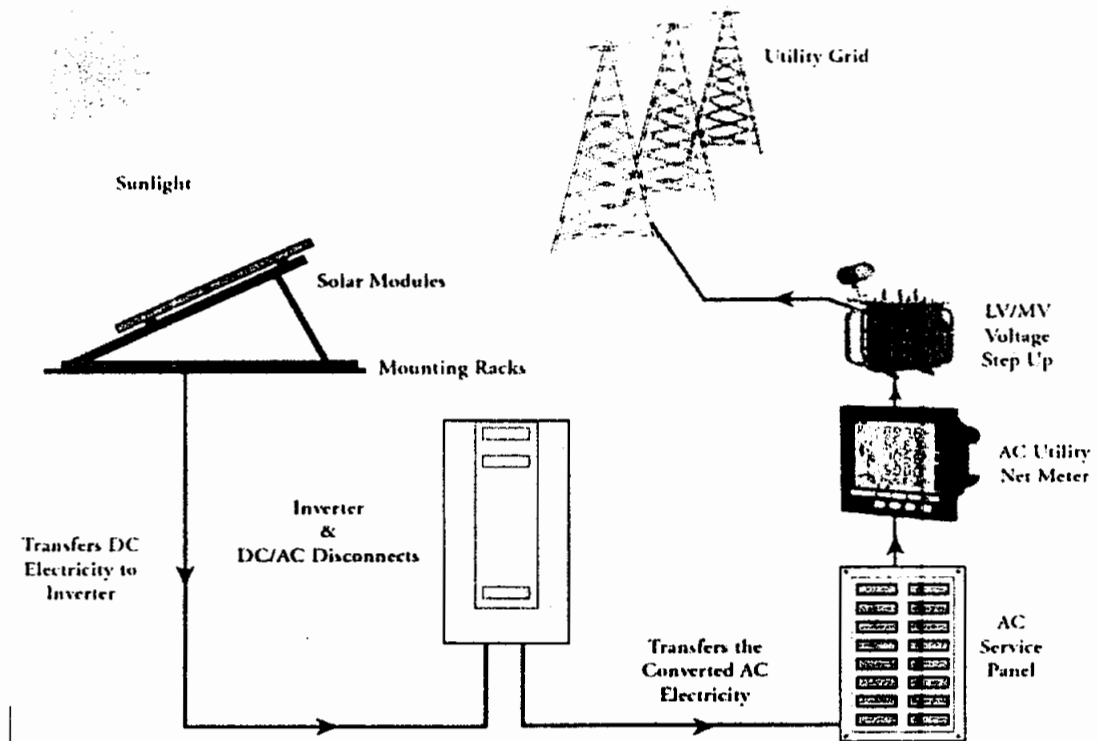 Utility Grid
Sunlight
Solar Modules
Mounting Racks
LV/MV
Voltage
Step Up
AC Utility
Net Meter
Inverter
&
DC/AC Disconnects
Transfers DC
Electricity to
Inverter
Transfers the
Converted AC
Electricity
AC
Service
Panel